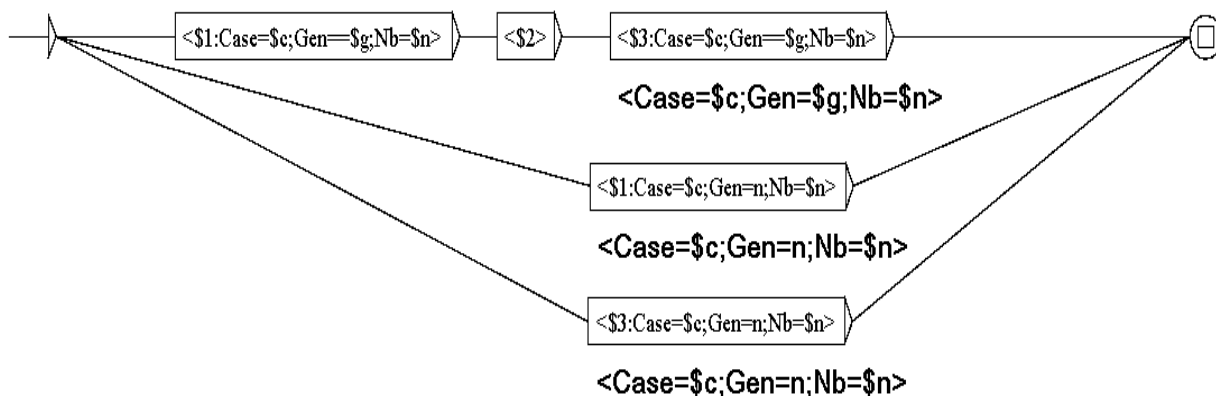 <$1:Case=$c;Gen==$g;Nb=$n> <$2> <$3:Case=$c;Gen==$g;Nb=$n>
<Case=$c;Gen=$g;Nb=$n>
<$1:Case=$c;Gen=n;Nb=$n>
<Case=$c;Gen=n;Nb=$n>
<$3:Case=$c;Gen=n;Nb=$n>
<Case=$c;Gen=n;Nb=$n>